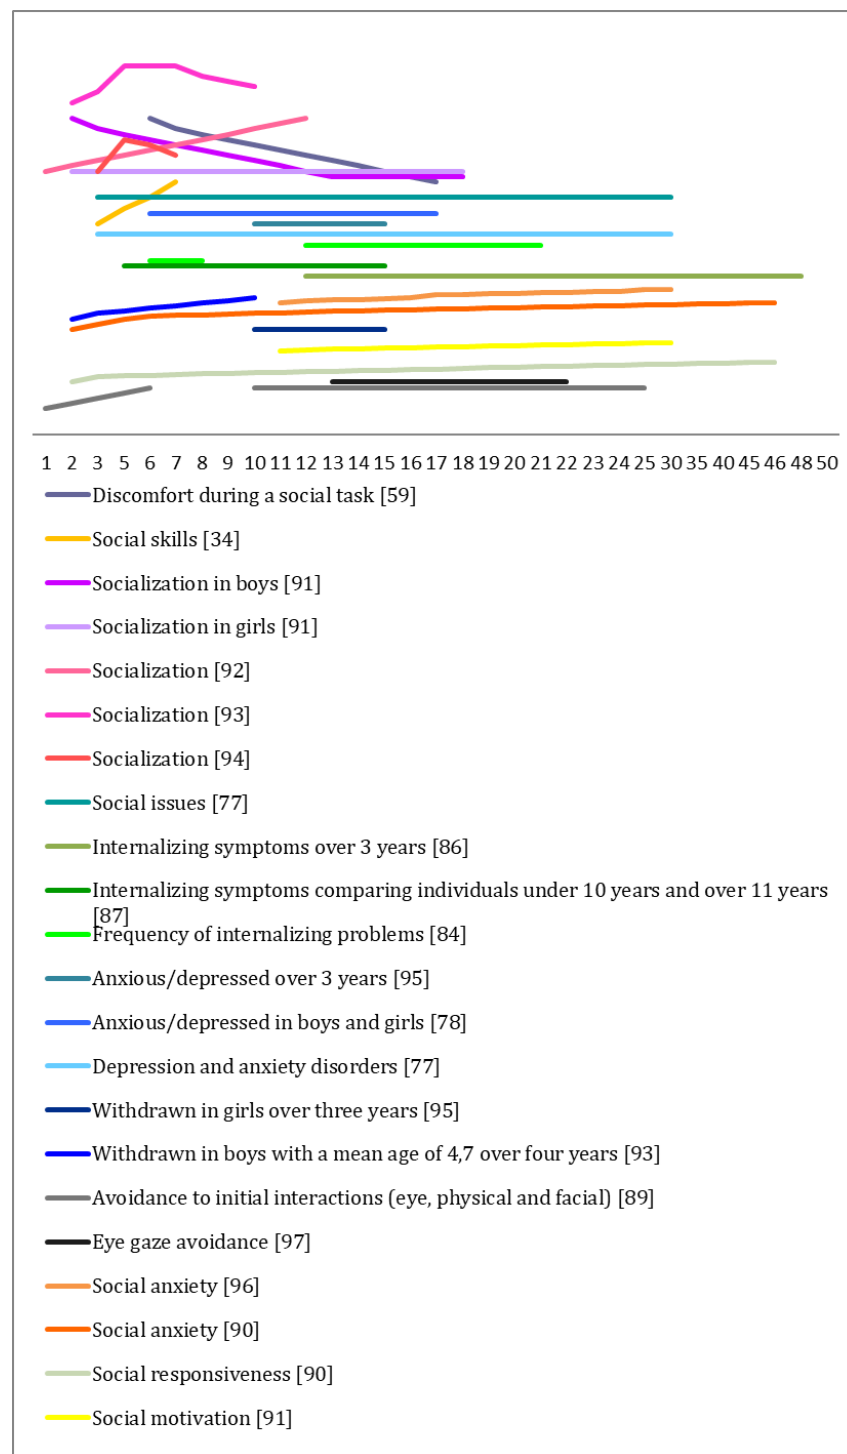 1 2 3 5 6 7 8 9 10 11 12 13 14 15 16 17 18 19 20 21 22 23 24 25 30 35 40 45 46 48 50
Discomfort during a social task [59]
Social skills [34]
Socialization in boys [91]
Socialization in girls [91]
Socialization [92]
Socialization [93]
Socialization [94]
Social issues [77]
Internalizing symptoms over 3 years [86]
Internalizing symptoms comparing individuals under 10 years and over 11 years
[87]
Frequency of internalizing problems [84]
Anxious/depressed over 3 years [95]
Anxious/depressed in boys and girls [78]
Depression and anxiety disorders [77]
Withdrawn in girls over three years [95]
Withdrawn in boys with a mean age of 4,7 over four years [93]
Avoidance to initial interactions (eye, physical and facial) [89]
Eye gaze avoidance [97]
Social anxiety [96]
Social anxiety [90]
Social responsiveness [90]
Social motivation [91]